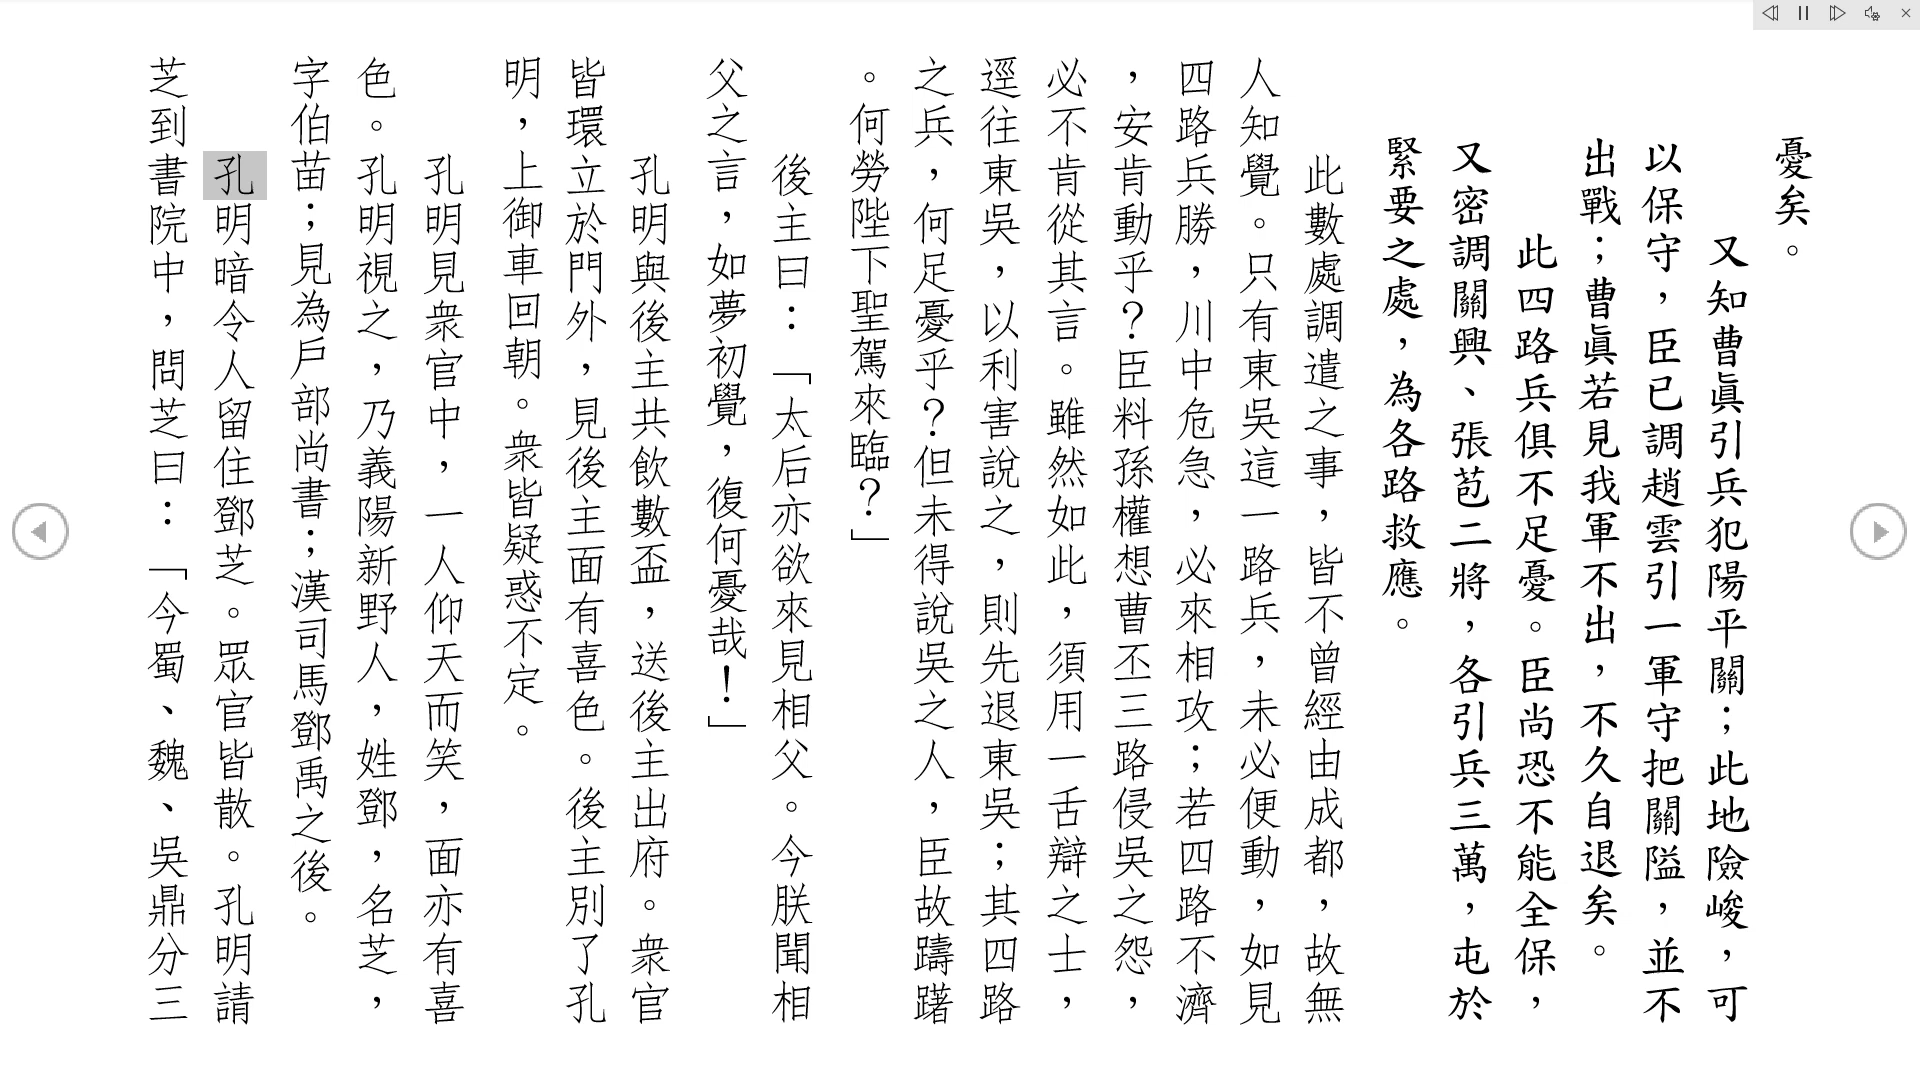 憂矣。
又知曹眞引兵犯陽平關；此地險峻，可
以保守，臣已調趙雲引一軍守把關隘，並不
出戰；曹眞若見我軍不出，不久自退矣。
此四路兵俱不足憂。臣尚恐不能全保，
又密調關興、張苞二將，各引兵三萬，屯於
緊要之處，為各路救應。
此數處調遣之事，皆不曾經由成都，故無
人知覺。只有東吳這一路兵，未必便動，如見
四路兵勝，川中危急，必來相攻；若四路不濟
，安肯動乎？臣料孫權想曹丕三路侵吳之怨，
必不肯從其言。雖然如此，須用一舌辯之士，
逕往東吳，以利害說之，則先退東吳；其四路
之兵，何足憂乎？但未得說吳之人，臣故躊躇
。何勞陛下聖駕來臨？」
後主曰：「太后亦欲來見相父。今朕聞相
父之言，如夢初覺，復何憂哉！」
孔明與後主共飲數盃，送後主出府。衆官
皆環立於門外，見後主面有喜色。後主別了孔
明，上御車回朝。衆皆疑惑不定。
孔明見衆官中，一人仰天而笑，面亦有喜
色。孔明視之，乃義陽新野人，姓鄧，名芝，
字伯苗；見為戶部尚書；漢司馬鄧禹之後。
孔明暗令人留住鄧芝。眾官皆散。孔明請
芝到書院中，問芝曰：「今蜀、魏、吳鼎分三